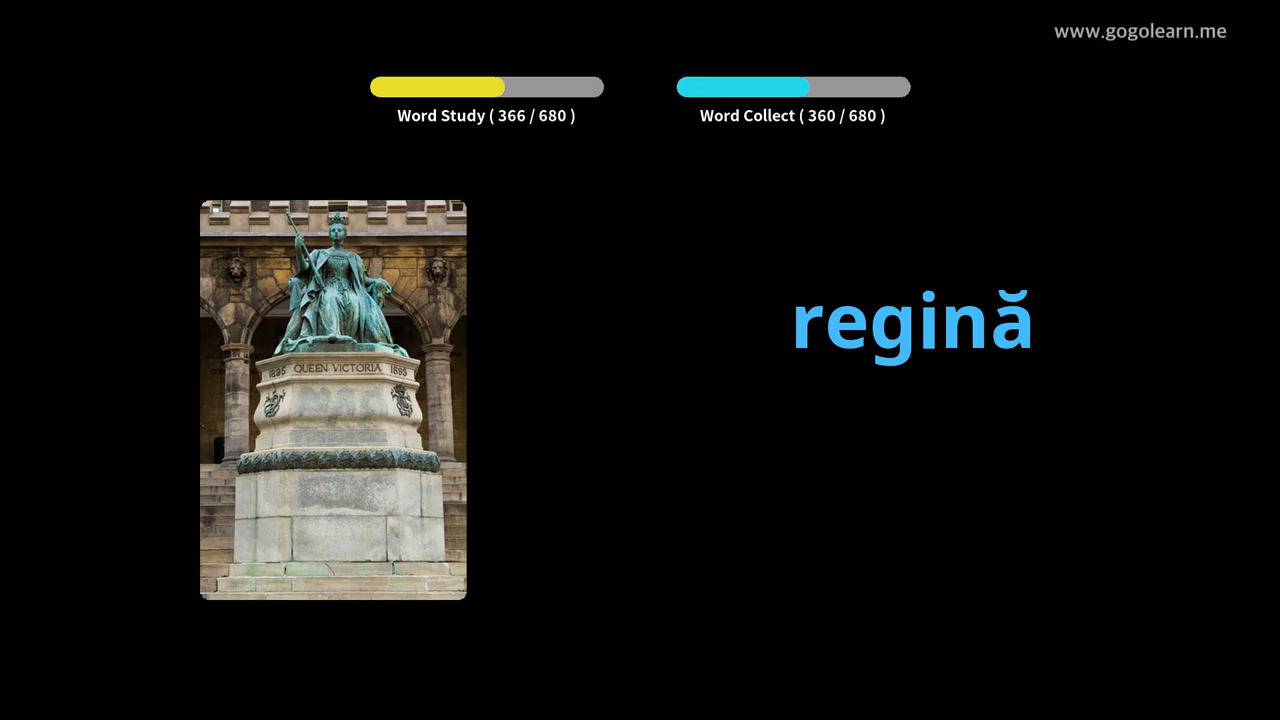 www.gogolearn.me
Word Study ( 366 / 680 )
Word Collect ( 360 / 680 )
regină
1895 QUEEN VICTORIA 1895